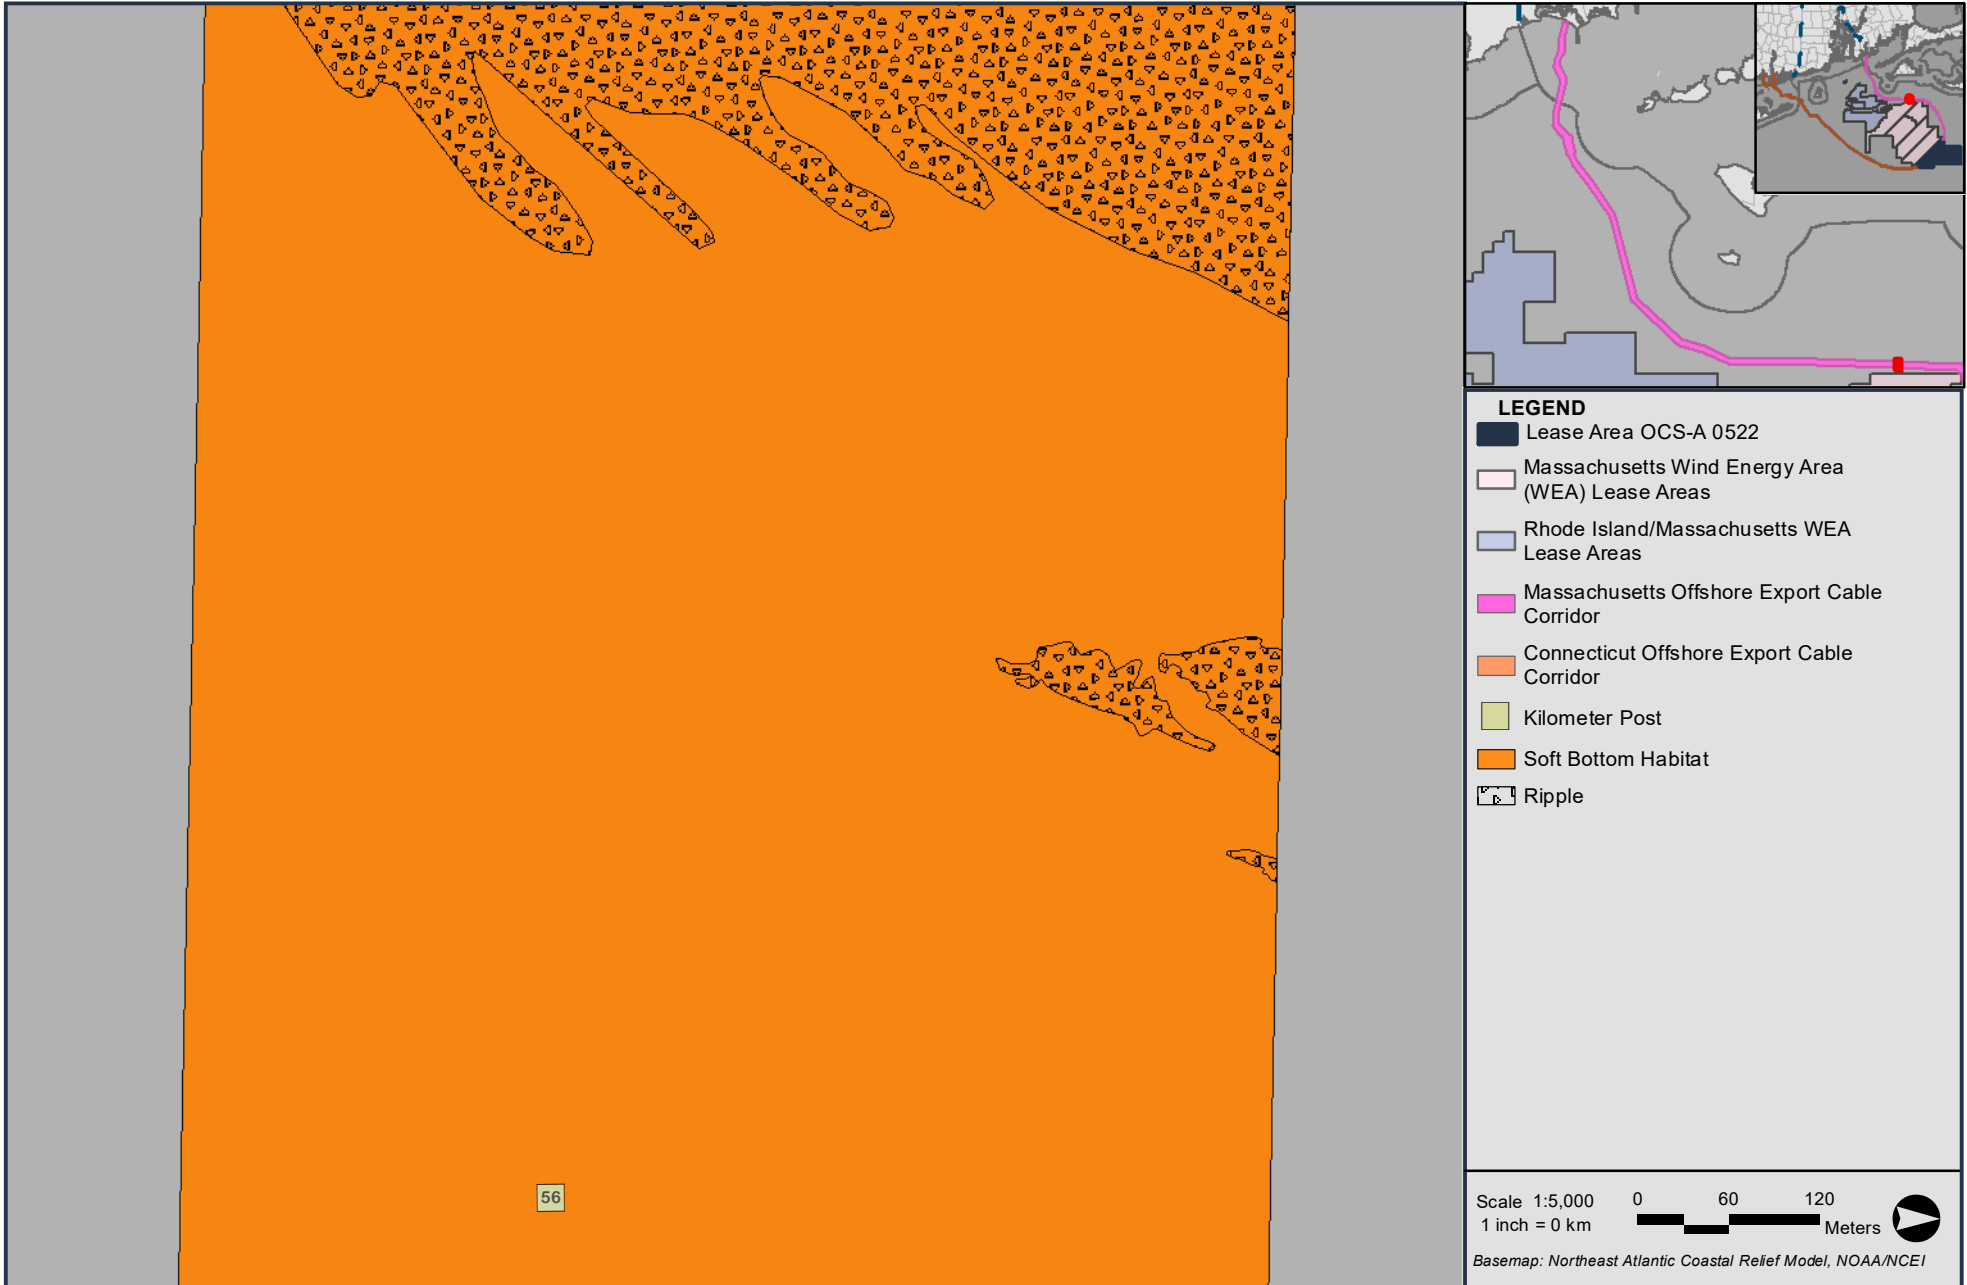 LEGEND
Lease Area OCS-A 0522
Massachusetts Wind Energy Area
(WEA) Lease Areas
Rhode Island/Massachusetts WEA
Lease Areas
Massachusetts Offshore Export Cable
Corridor
Connecticut Offshore Export Cable
Corridor
Kilometer Post
Soft Bottom Habitat
Ripple
56
Scale 1:5,000
1 inch = 0 km
0 60 120
Meters
Basemap: Northeast Atlantic Coastal Relief Model, NOAA/NCEI